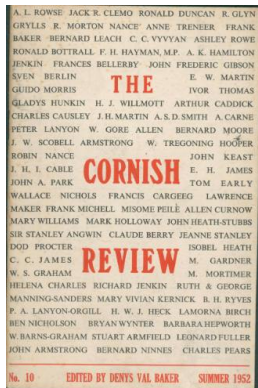 A. L. ROWSE JACK R. CLEMO RONALD DUNCAN R. GLYN
GRYLLS R. MORTON NANCE' ANNE TREENEER FRANK
BAKER BERNARD LEACH C. C. VYVYAN ASHLEY ROWE
RONALD BOTTRALL F. H. HAYMAN, M.P. A. K. HAMILTON
JENKIN FRANCES BELLERBY JOHN FREDERIC GIBSON
SVEN BERLIN THE E. W. MARTIN
GUIDO MORRIS IVOR THOMAS
GLADYS HUNKIN H. J. WILLMOTT ARTHUR CADDICK
CHARLES CAUSLEY J. H. MARTIN A. S. D. SMITH A. CARNE
PETER LANYON W. GORE ALLEN BERNARD MOORE
J. W. SCOBELL ARMSTRONG W. TREGONING HOOPER
ROBIN NANCE JOHN KEAST
J. H. I. CABLE CORNISH E. H. JAMES
JOHN A. PARK TOM EARLY
WALLACE NICHOLS FRANCIS CARGEEG LAWRENCE
MAKER FRANK MICHELL MISOME PEILE ALLEN CURNOW
MARY WILLIAMS MARK HOLLOWAY JOHN HEATH-STUBBS
SIR STANLEY ANGWIN CLAUDE BERRY JEANNE STANLEY
DOD PROCTER ISOBEL HEATH
C. C. JAMES REVIEW M. GARDNER
W. S. GRAHAM M. MORTIMER
HELENA CHARLES RICHARD JENKIN RUTH & GEORGE
MANNING-SANDERS MARY VIVIAN KERNICK B. H. RYVES
P. A. LANYON-ORGILL H. W. J. HECK LAMORNA BIRCH
BEN NICHOLSON BRYAN WYNTER BARBARA HEPWORTH
W. BARNS-GRAHAM STUART ARMFIELD LEONARD FULLER
JOHN ARMSTRONG BERNARD NINNES CHARLES PEARS
No. 10 EDITED BY DENYS VAL BAKER SUMMER 1952